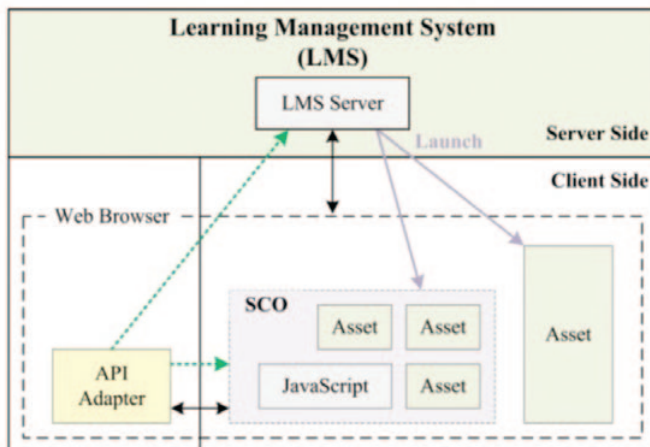 Learning Management System
(LMS)
LMS Server
Launch
Server Side
Client Side
Web Browser
SCO
Asset
Asset
Asset
API
Adapter
JavaScript
Asset